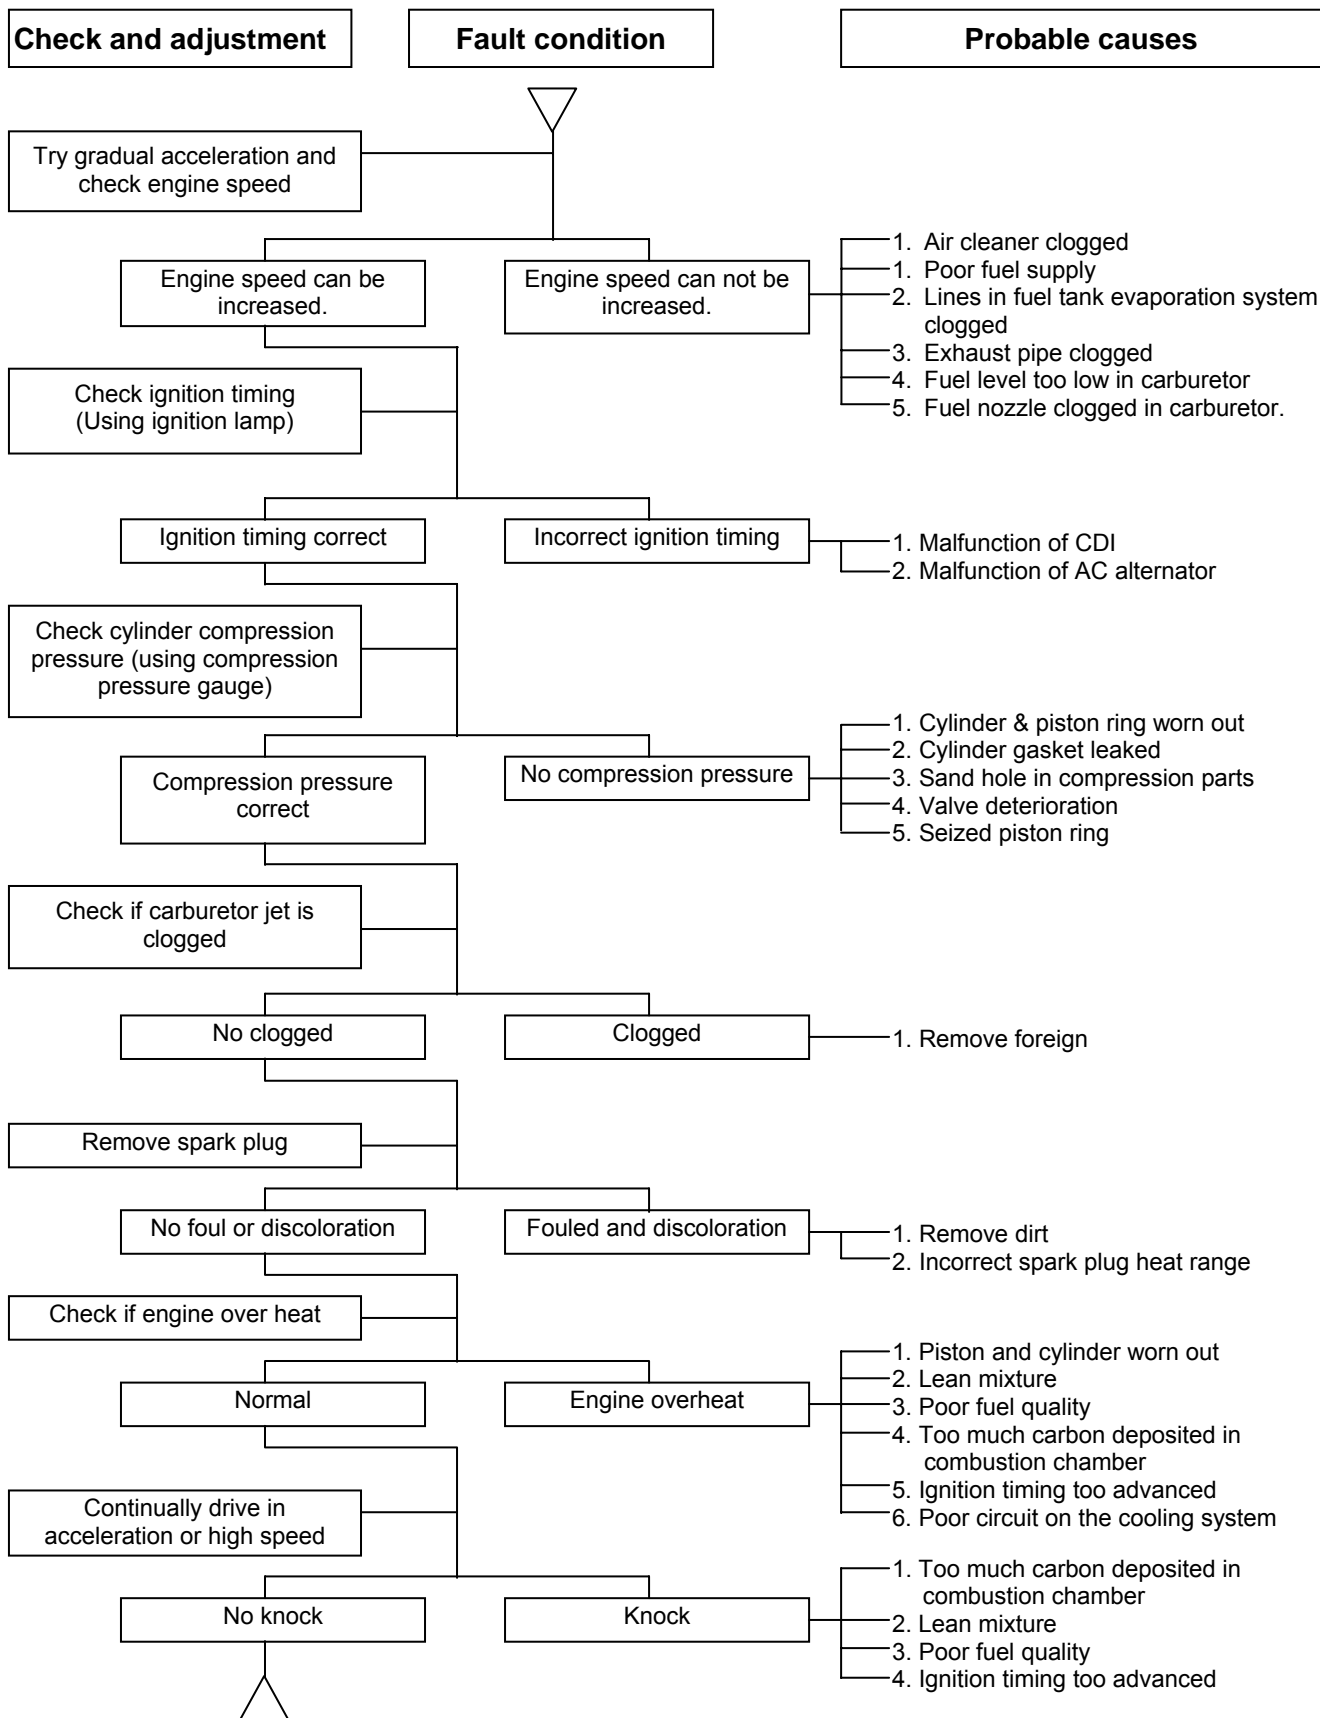 Check and adjustment
Fault condition
Probable causes
Try gradual acceleration and
check engine speed
Engine speed can be
increased.
Engine speed can not be
increased.
1. Air cleaner clogged
1. Poor fuel supply
2. Lines in fuel tank evaporation system
clogged
3. Exhaust pipe clogged
4. Fuel level too low in carburetor
5. Fuel nozzle clogged in carburetor.
Check ignition timing
(Using ignition lamp)
Ignition timing correct
Incorrect ignition timing
1. Malfunction of CDI
2. Malfunction of AC alternator
Check cylinder compression
pressure (using compression
pressure gauge)
Compression pressure
correct
No compression pressure
1. Cylinder & piston ring worn out
2. Cylinder gasket leaked
3. Sand hole in compression parts
4. Valve deterioration
5. Seized piston ring
Check if carburetor jet is
clogged
No clogged
Clogged
1. Remove foreign
Remove spark plug
No foul or discoloration
Fouled and discoloration
1. Remove dirt
2. Incorrect spark plug heat range
Check if engine over heat
Normal
Engine overheat
1. Piston and cylinder worn out
2. Lean mixture
3. Poor fuel quality
4. Too much carbon deposited in
combustion chamber
5. Ignition timing too advanced
6. Poor circuit on the cooling system
Continually drive in
acceleration or high speed
No knock
Knock
1. Too much carbon deposited in
combustion chamber
2. Lean mixture
3. Poor fuel quality
4. Ignition timing too advanced